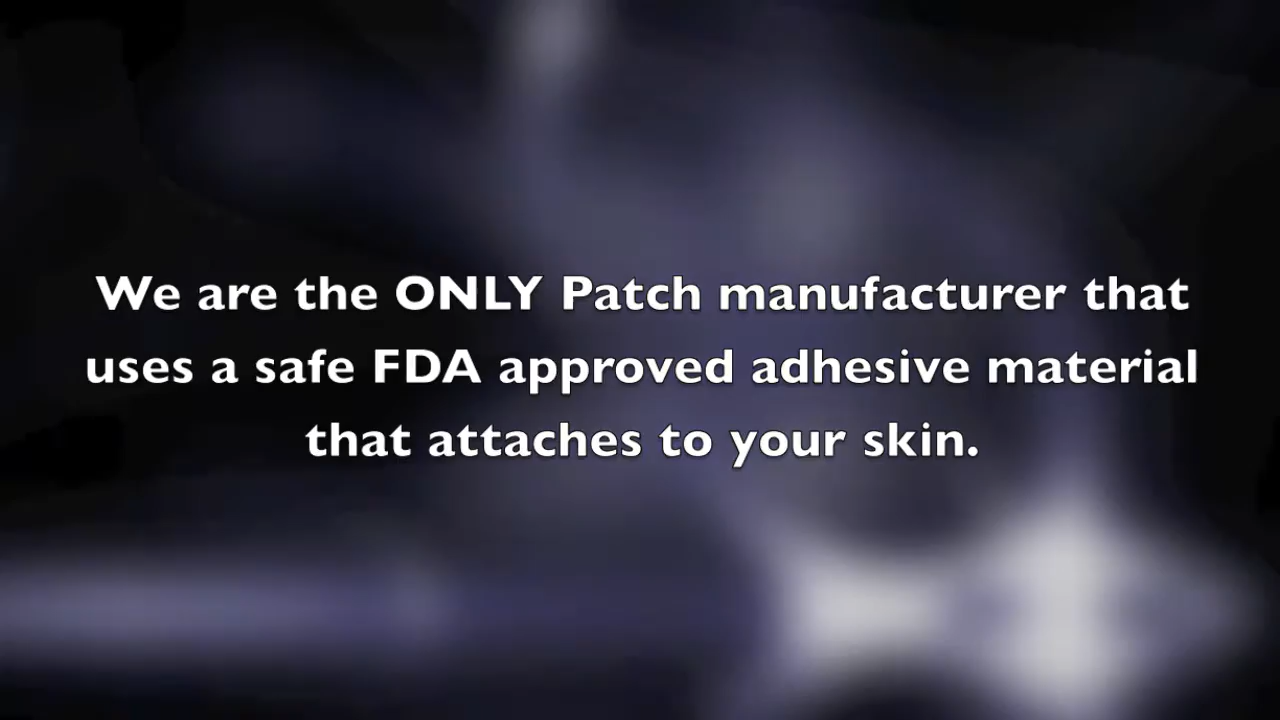 We are the ONLY Patch manufacturer that
uses a safe FDA approved adhesive material
that attaches to your skin.